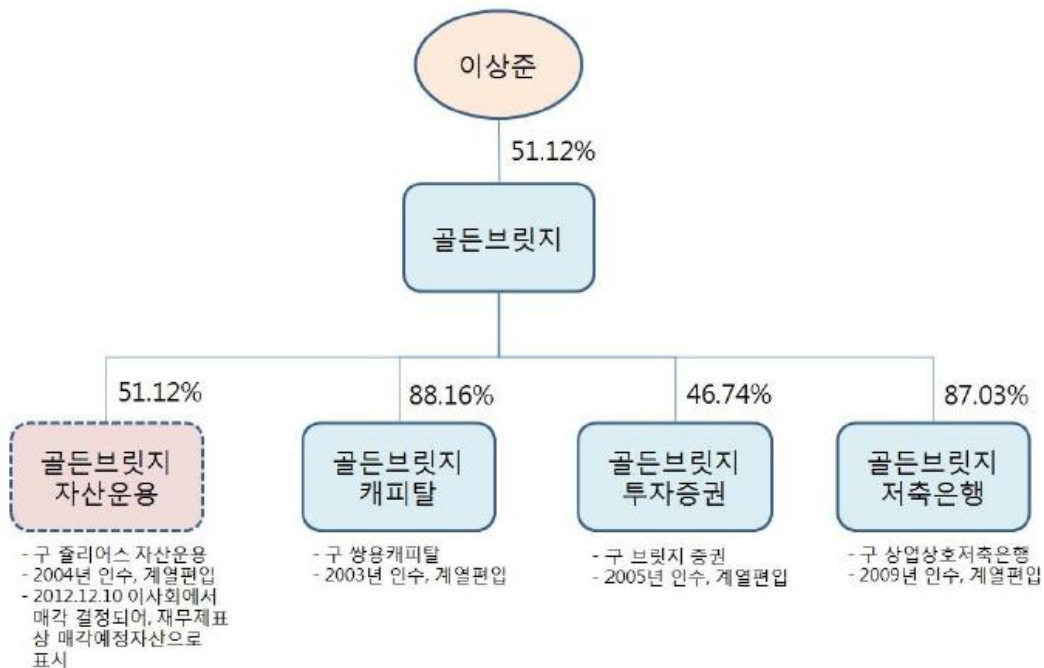 이상준
51.12%
골든브릿지
51.12%
88.16%
46.74%
87.03%
골든브릿지
자산운용
골든브릿지
캐피탈
골든브릿지
투자증권
골든브릿지
저축은행
- 구 쥴리어스 자산운용
- 2004년 인수, 계열편입
- 2012.12.10 이사회에서
매각 결정되어, 재무제표
상 매각예정자산으로
표시
- 구 쌍용캐피탈
- 2003년 인수, 계열편입
- 구 브릿지 증권
- 2005년 인수, 계열편입
- 구 상업상호저축은행
- 2009년 인수, 계열편입